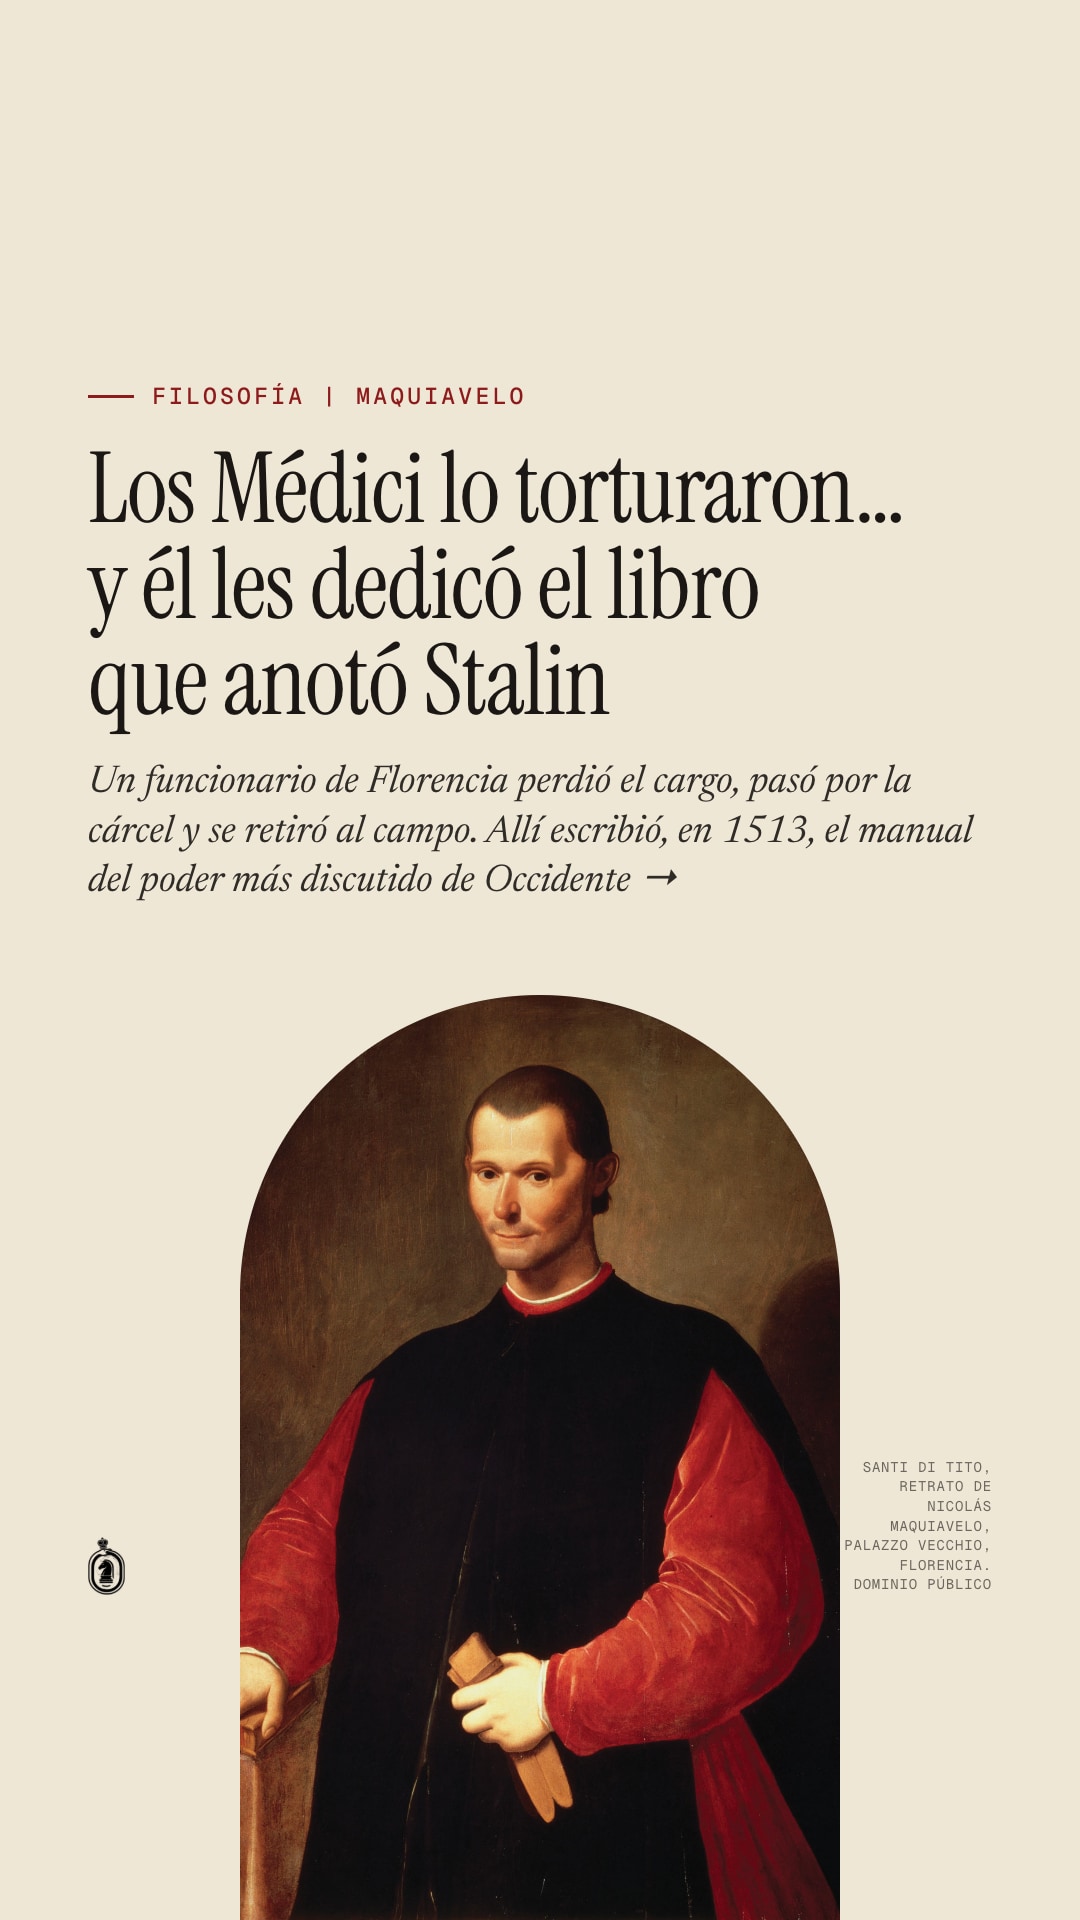 FILOSOFÍA | MAQUIAVELO
Los Médici lo torturaron...
y él les dedicó el libro
que anotó Stalin
Un funcionario de Florencia perdió el cargo, pasó por la
cárcel y se retiró al campo. Allí escribió, en 1513, el manual
del poder más discutido de Occidente →
SANTI DI TITO,
RETRATO DE
NICOLÁS
MAQUIAVELO,
PALAZZO VECCHIO,
FLORENCIA.
DOMINIO PÚBLICO